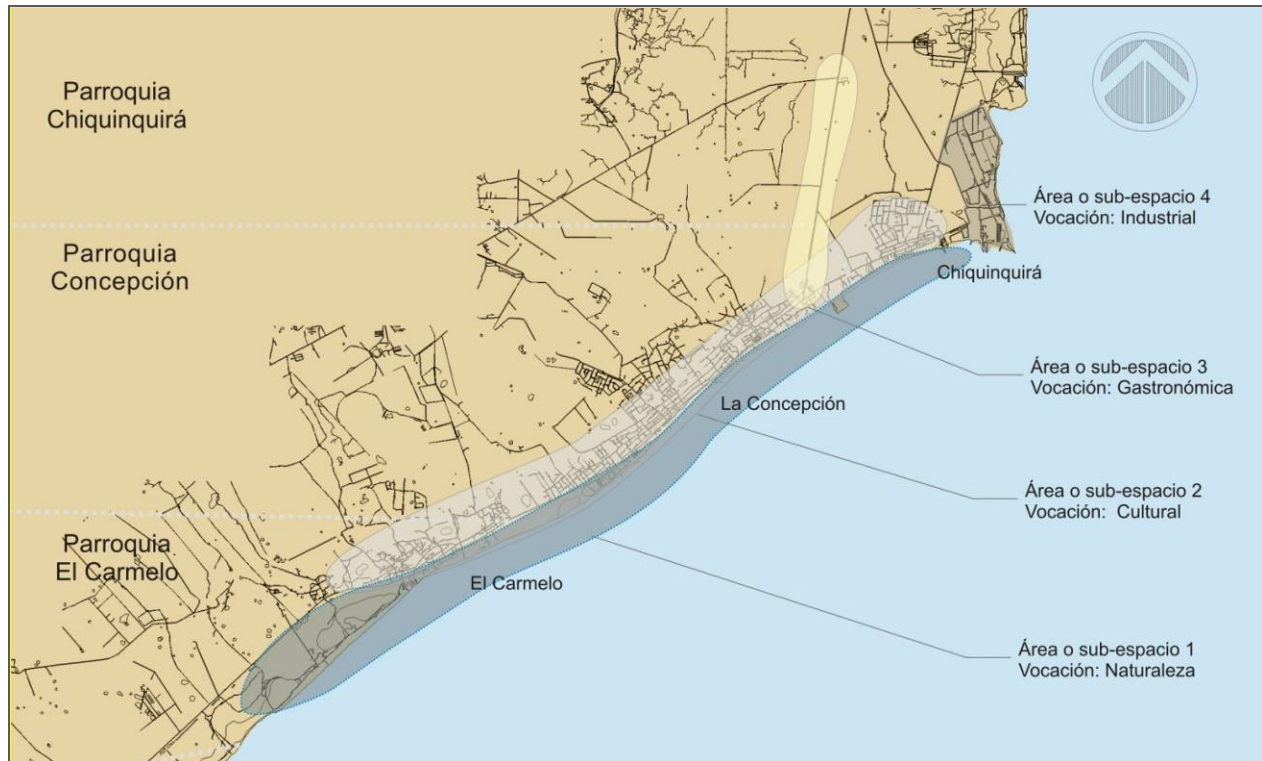 Parroquia
Chiquinquirá
Parroquia
Concepción
Parroquia
El Carmelo
Área o sub-espacio 4
Vocación: Industrial
Chiquinquirá
Área o sub-espacio 3
Vocación: Gastronómica
La Concepción
Área o sub-espacio 2
Vocación: Cultural
El Carmelo
Área o sub-espacio 1
Vocación: Naturaleza